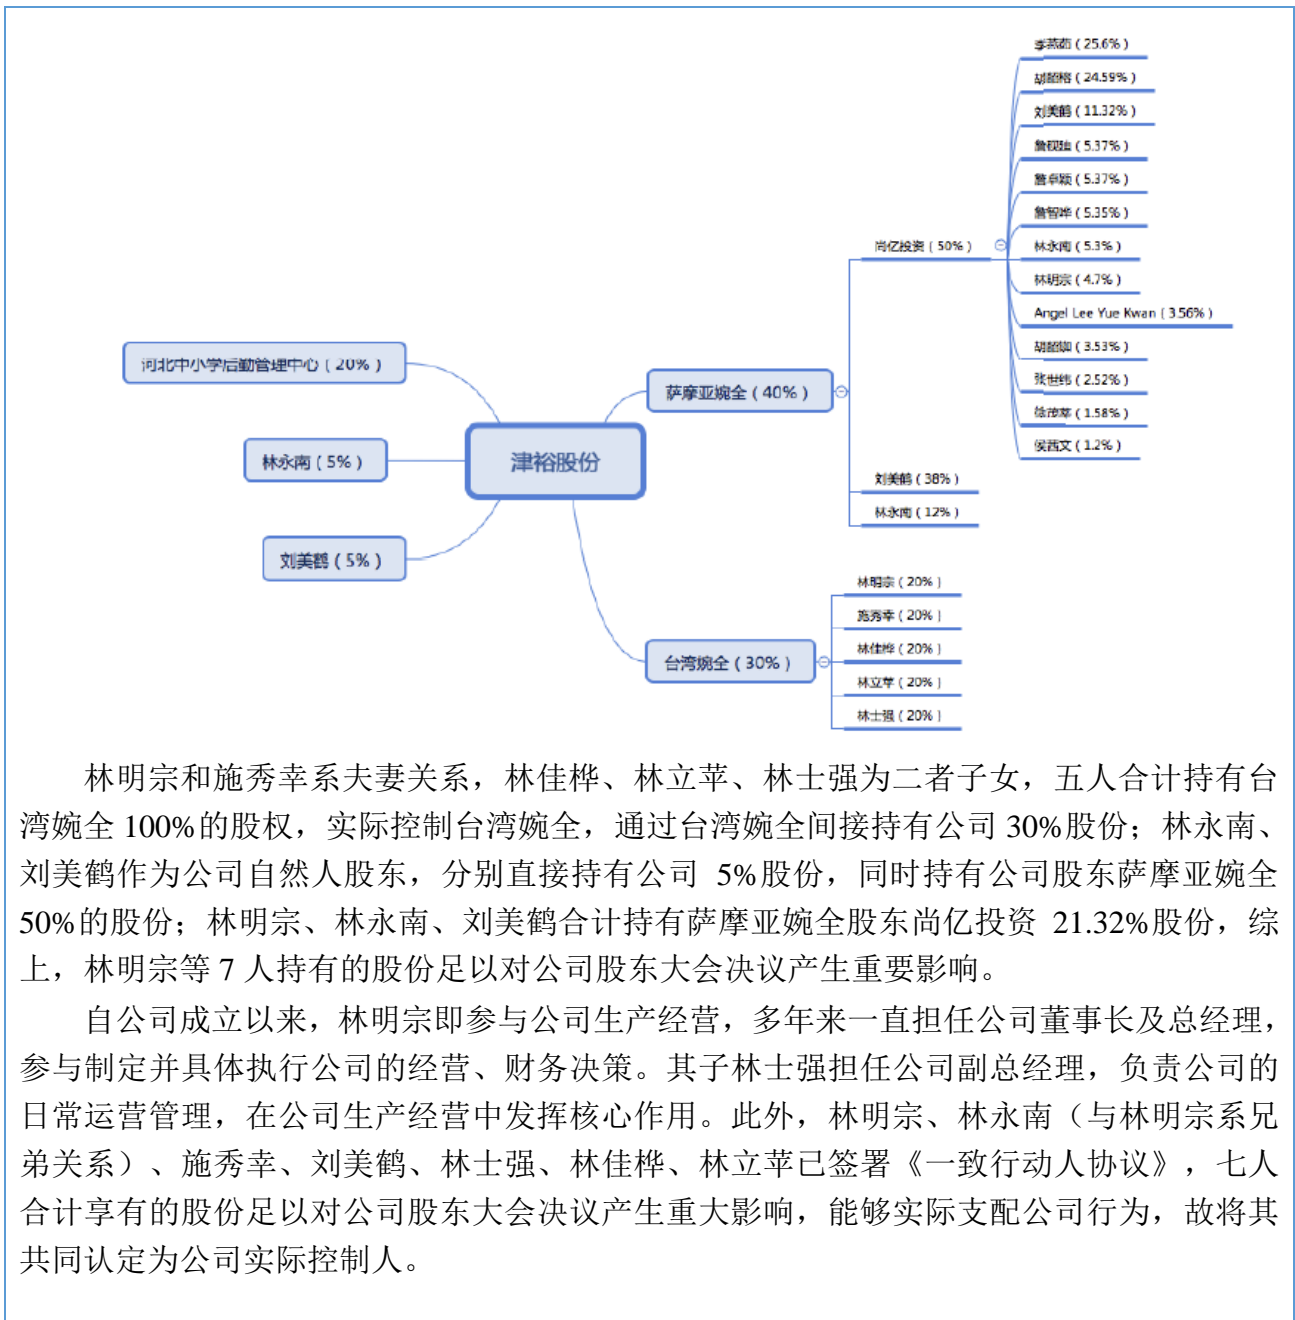 李燕茹（25.6%）
胡韶榕（24.59%）
刘美鹤（11.32%）
（5.37%）
詹卓颖（5.37%）
詹智晔（5.35%）
尚亿投资（50%）
林永南（5.3%）
林明宗（4.7%）
Angel Lee Yue Kwan（3.56%）
（3.53%）
张世纬（2.52%）
（1.58%）
侯茜文（1.2%）
河北中小学后勤管理中心（20%）
萨摩亚婉全（40%）
林永南（5%）
津裕股份
刘美鹤（38%）
林永南（12%）
刘美鹤（5%）
林明宗（20%）
施秀幸（20%）
林佳桦（20%）
台湾婉全（30%）
林立苹（20%）
林士强（20%）
林明宗和施秀幸系夫妻关系，林佳桦、林立苹、林士强为二者子女，五人合计持有台
湾婉全 100%的股权，实际控制台湾婉全，通过台湾婉全间接持有公司 30%股份；林永南、
刘美鹤作为公司自然人股东，分别直接持有公司 5%股份，同时持有公司股东萨摩亚婉全
50%的股份；林明宗、林永南、刘美鹤合计持有萨摩亚婉全股东尚亿投资 21.32%股份，综
上，林明宗等 7 人持有的股份足以对公司股东大会决议产生重要影响。
自公司成立以来，林明宗即参与公司生产经营，多年来一直担任公司董事长及总经理，
参与制定并具体执行公司的经营、财务决策。其子林士强担任公司副总经理，负责公司的
日常运营管理，在公司生产经营中发挥核心作用。此外，林明宗、林永南（与林明宗系兄
弟关系）、施秀幸、刘美鹤、林士强、林佳桦、林立苹已签署《一致行动人协议》，七人
合计享有的股份足以对公司股东大会决议产生重大影响，能够实际支配公司行为，故将其
共同认定为公司实际控制人。